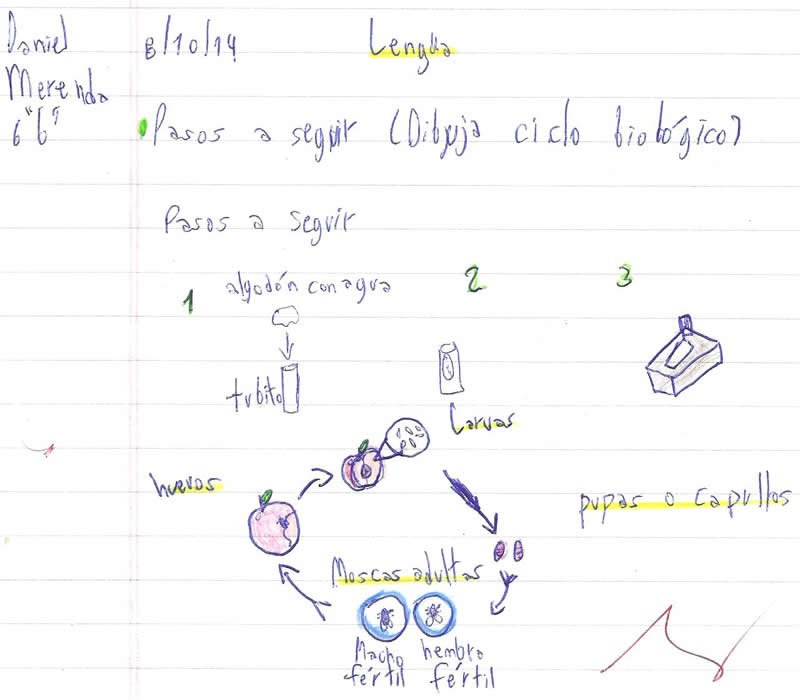 Daniel
Merenda
6 "b"
8/10/14
Lengua
Pasos a seguir (Dibuja ciclo biológico)
Pasos a seguir
1
algodón con agua
tubito
2
3
Larvas
huevos
pupas o capullos
Moscas adultas
Macho
fértil
hembra
fértil